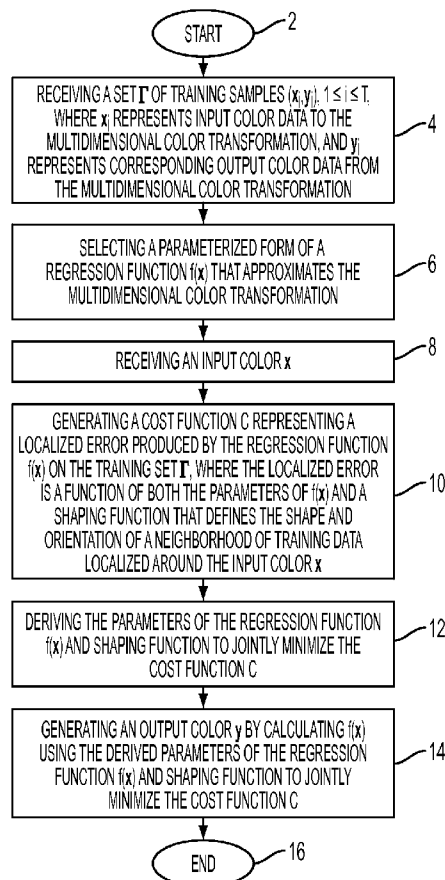 START
2
RECEIVING A SET Γ OF TRAINING SAMPLES (xi,yi), 1 ≤ i ≤ T,
WHERE xi REPRESENTS INPUT COLOR DATA TO THE
MULTIDIMENSIONAL COLOR TRANSFORMATION, AND yi
REPRESENTS CORRESPONDING OUTPUT COLOR DATA FROM
THE MULTIDIMENSIONAL COLOR TRANSFORMATION
4
SELECTING A PARAMETERIZED FORM OF A
REGRESSION FUNCTION f(x) THAT APPROXIMATES THE
MULTIDIMENSIONAL COLOR TRANSFORMATION
6
RECEIVING AN INPUT COLOR x
8
GENERATING A COST FUNCTION C REPRESENTING A
LOCALIZED ERROR PRODUCED BY THE REGRESSION FUNCTION
f(x) ON THE TRAINING SET Γ, WHERE THE LOCALIZED ERROR
IS A FUNCTION OF BOTH THE PARAMETERS OF f(x) AND A
SHAPING FUNCTION THAT DEFINES THE SHAPE AND
ORIENTATION OF A NEIGHBORHOOD OF TRAINING DATA
LOCALIZED AROUND THE INPUT COLOR x
10
DERIVING THE PARAMETERS OF THE REGRESSION FUNCTION
f(x) AND SHAPING FUNCTION TO JOINTLY MINIMIZE THE
COST FUNCTION C
12
GENERATING AN OUTPUT COLOR y BY CALCULATING f(x)
USING THE DERIVED PARAMETERS OF THE REGRESSION
FUNCTION f(x) AND SHAPING FUNCTION TO JOINTLY
MINIMIZE THE COST FUNCTION C
14
END
16